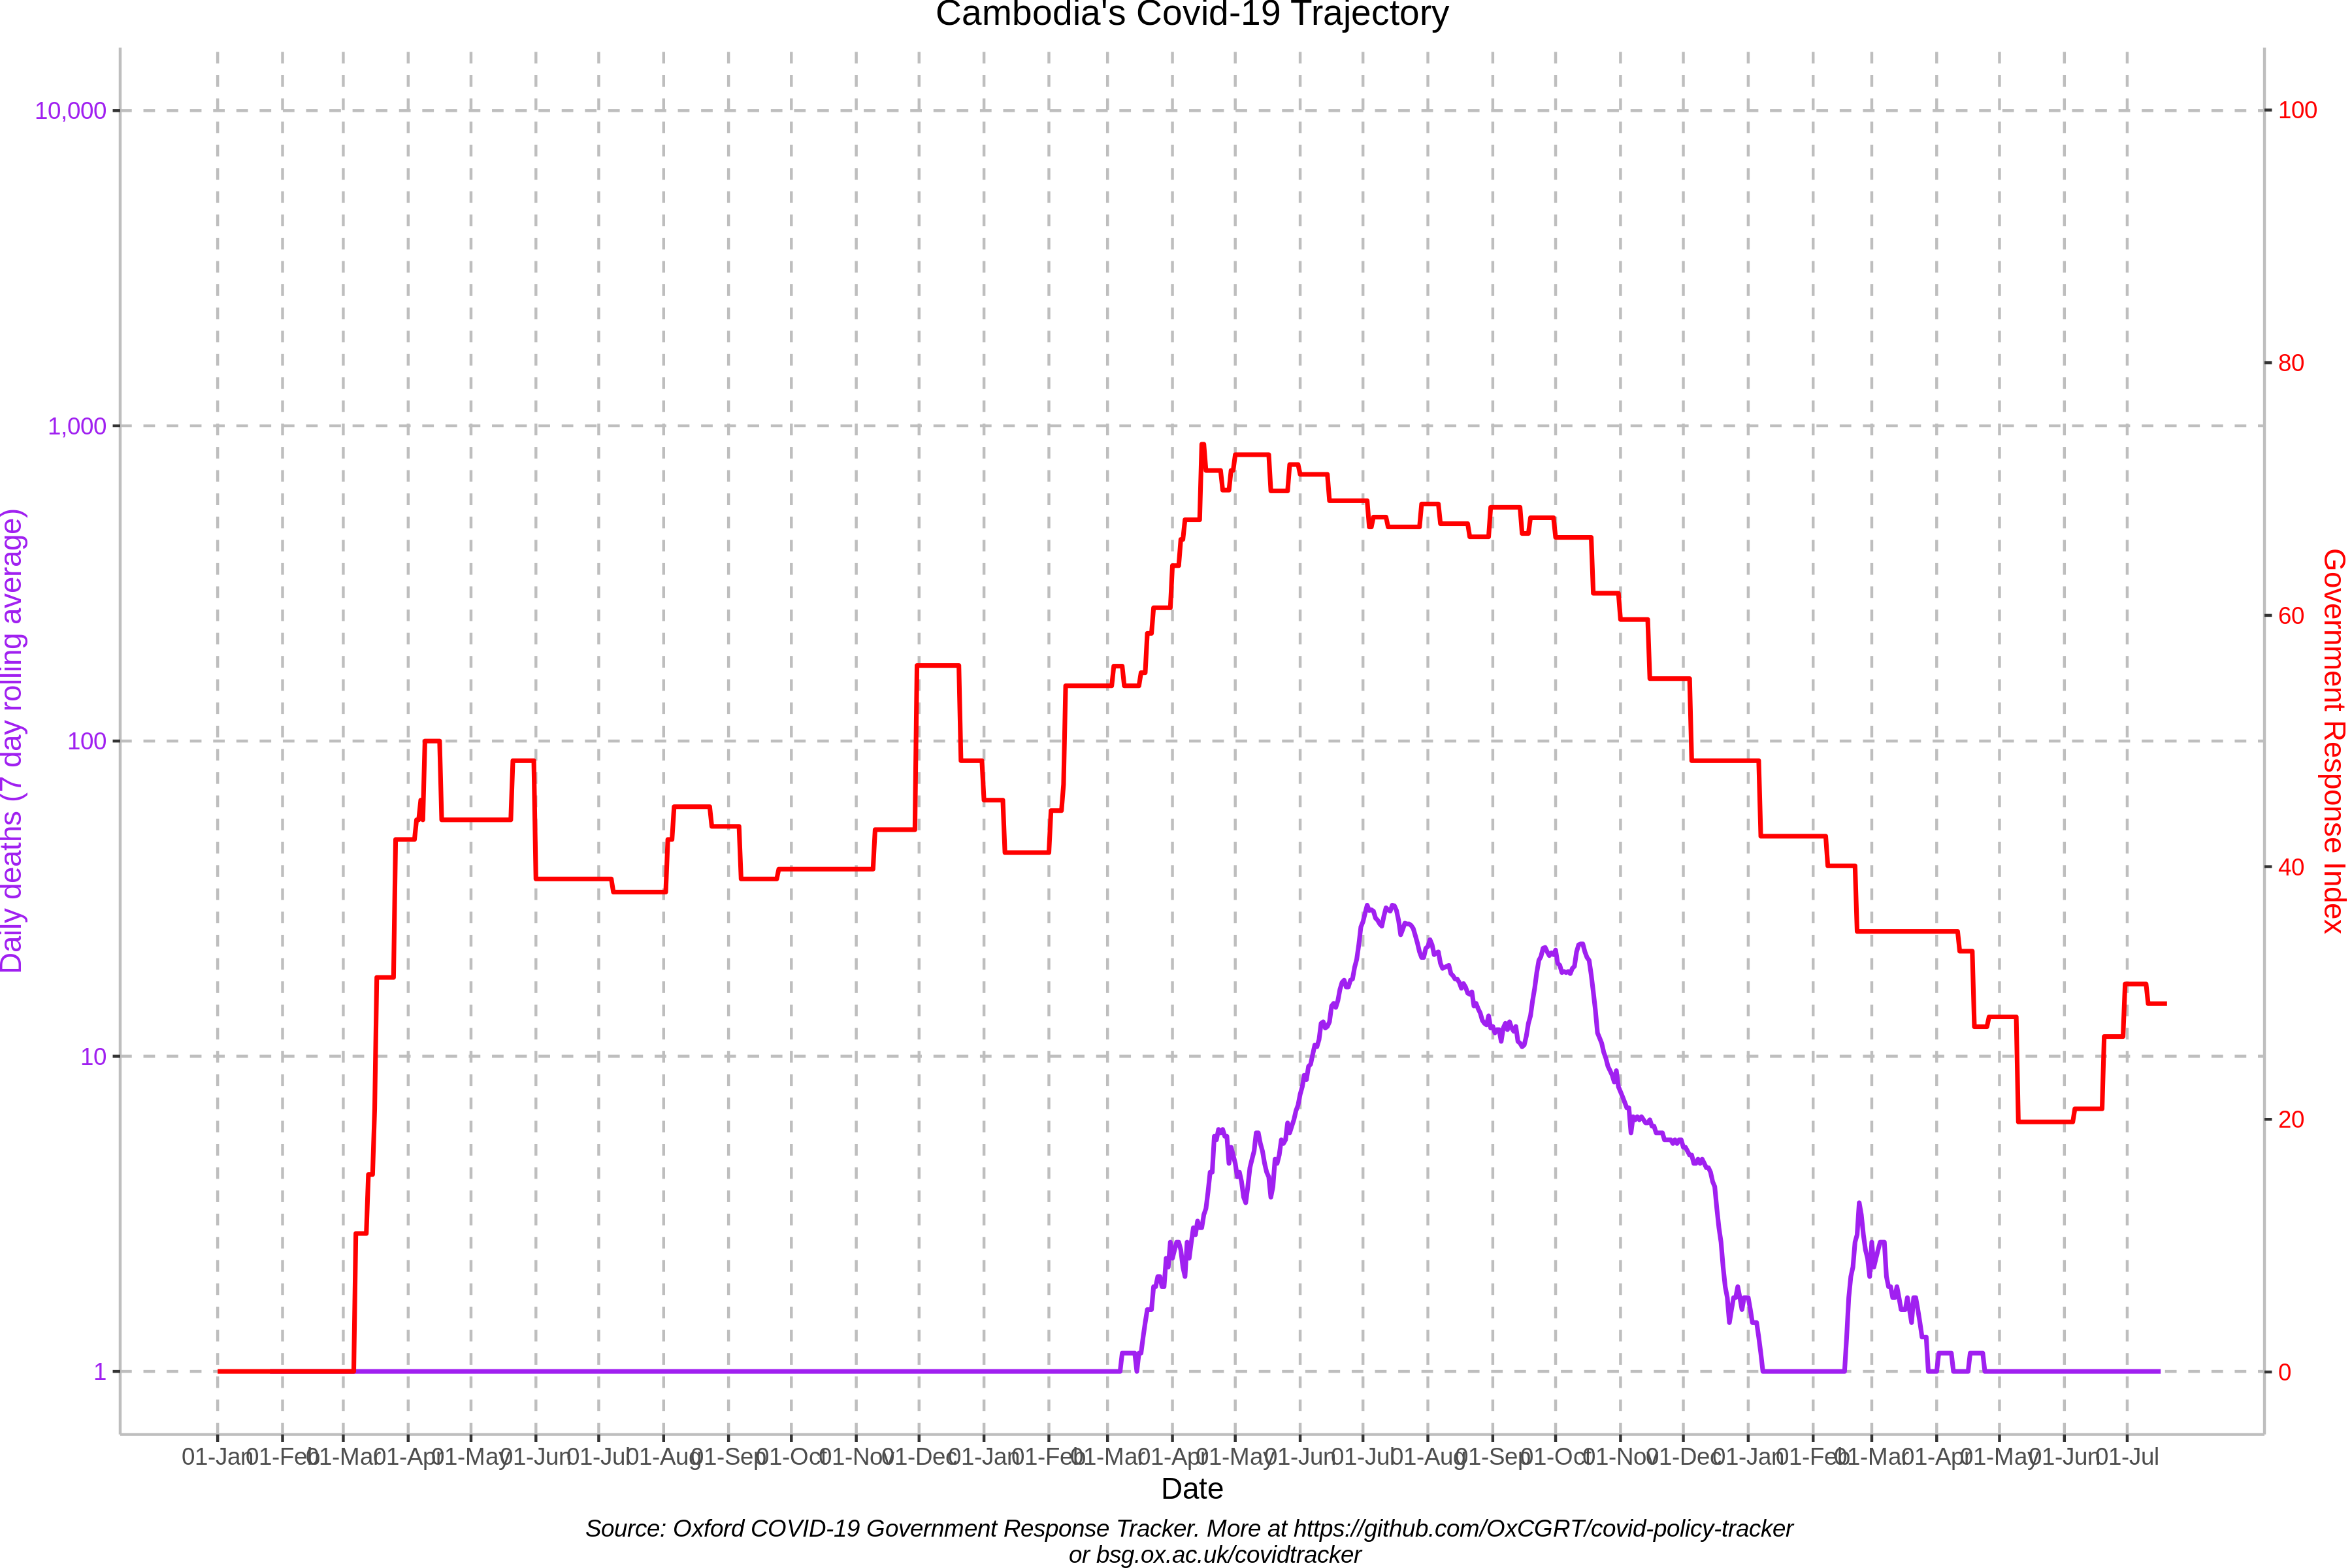 Cambodia's Covid-19 Trajectory
10,000
1,000
100
10
1
Daily deaths (7 day rolling average)
100
80
60
40
20
0
Government Response Index
01-Jan 01-Feb 01-Mar 01-Apr 01-May 01-Jun 01-Jul 01-Aug 01-Sep 01-Oct 01-Nov 01-Dec 01-Jan 01-Feb 01-Mar 01-Apr 01-May 01-Jun 01-Jul 01-Aug 01-Sep 01-Oct 01-Nov 01-Dec 01-Jan 01-Feb 01-Mar 01-Apr 01-May 01-Jun 01-Jul
Date
Source: Oxford COVID-19 Government Response Tracker. More at https://github.com/OxCGRT/covid-policy-tracker
or bsg.ox.ac.uk/covidtracker